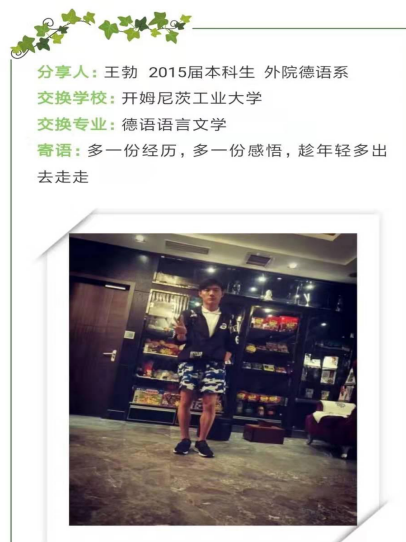 分享人：王勃 2015届本科生 外院德语系
交换学校：开姆尼茨工业大学
交换专业：德语语言文学
寄语：多一份经历，多一份感悟，趁年轻多出
去走走